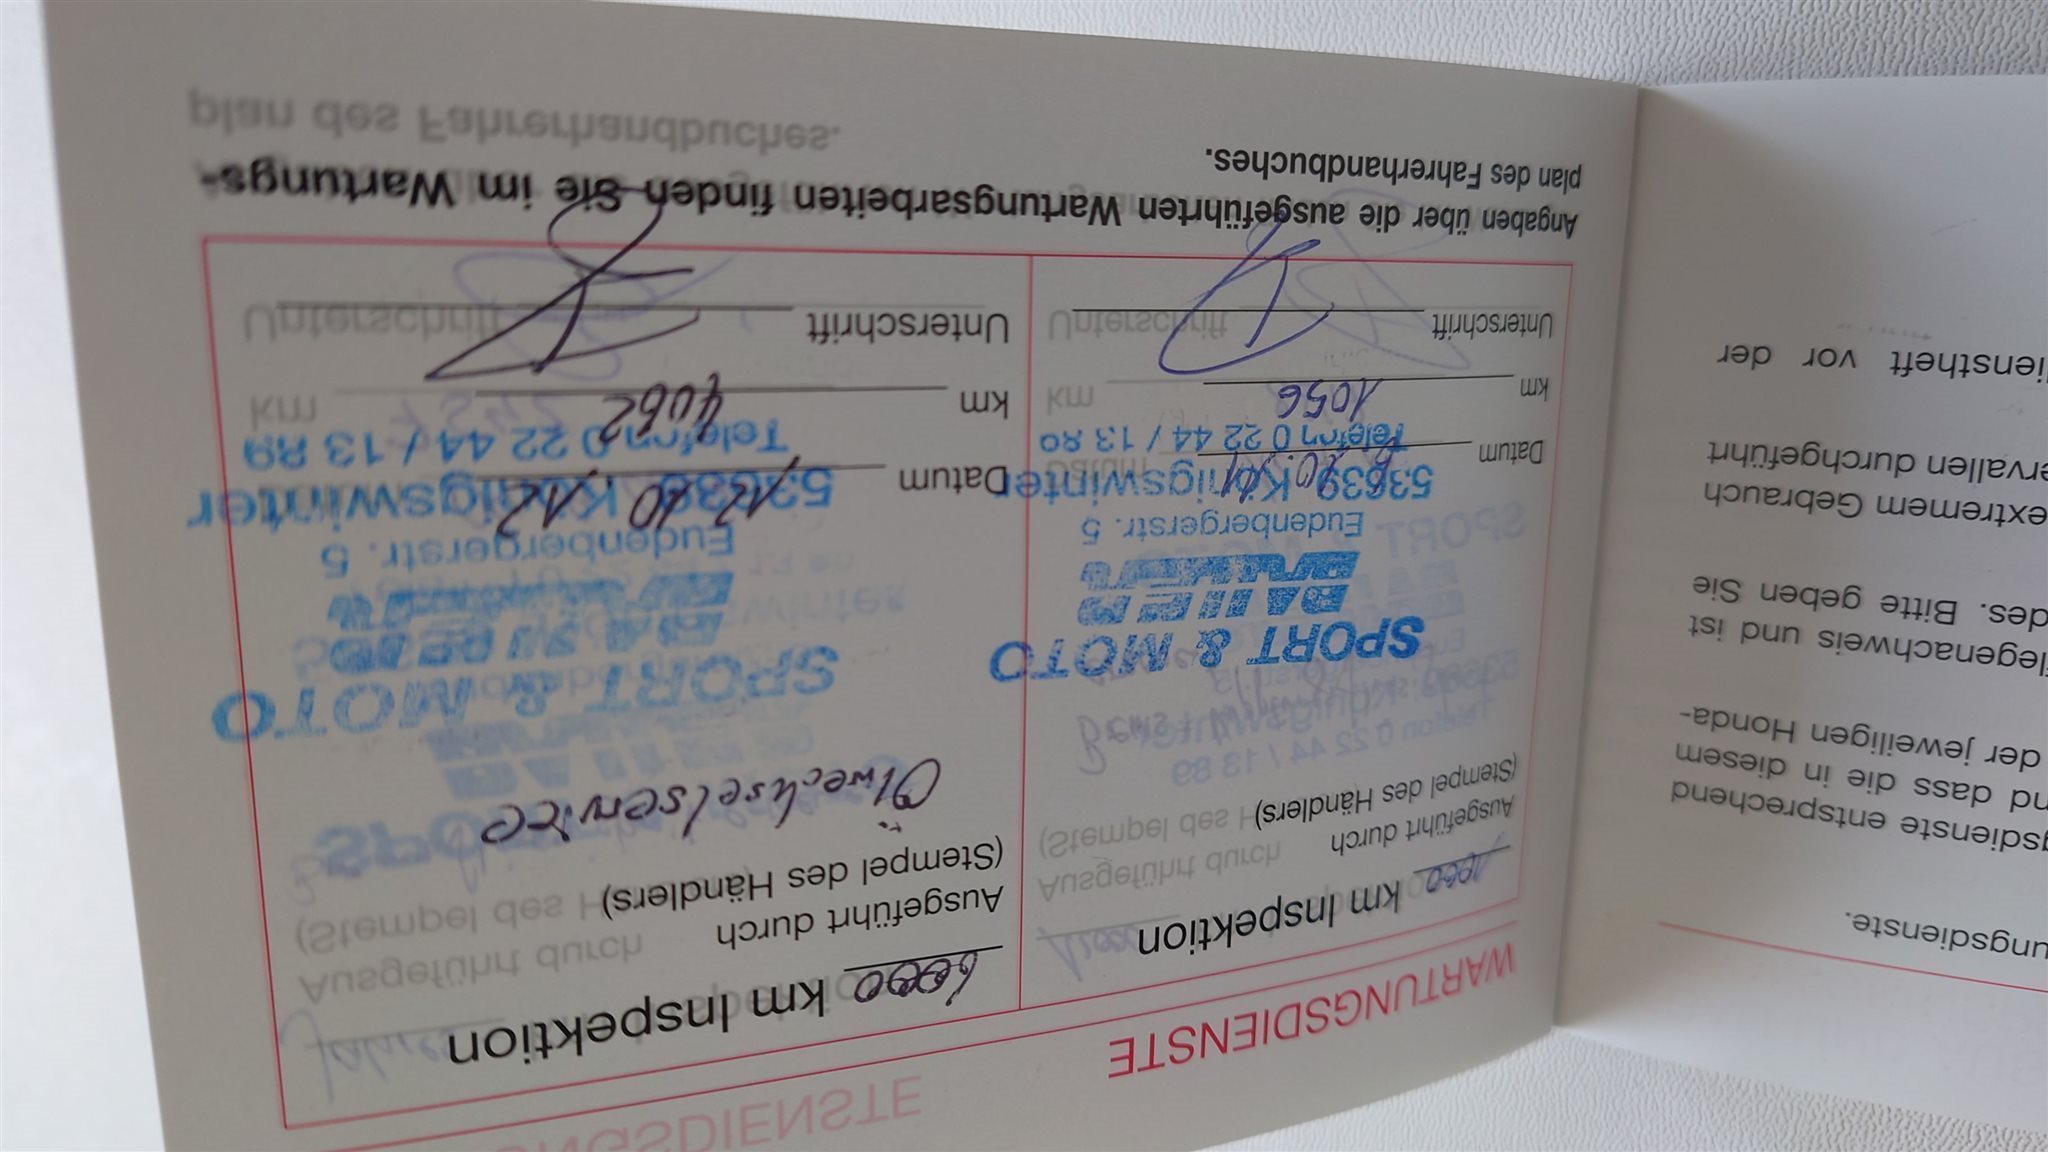 WARTUNGSDIENSTE
1000 km Inspektion
Ausgeführt durch
(Stempel des Händlers)
SPORT & MOTO
BAUER
Eudenbergerstr. 5
53639 Königswinter
Telefon 0 22 44 / 13 89
Datum
km 1056
Unterschrift
6000 km Inspektion
Ausgeführt durch
(Stempel des Händlers)
Ölwechselservice
SPORT & MOTO
Eudenbergerstr. 5
53639 Königswinter
Telefon 0 22 44 / 13 89
Datum 12.10.12
km 4062
Unterschrift
Angaben über die ausgeführten Wartungsarbeiten finden Sie im Wartungs-
plan des Fahrerhandbuches.
ungsdienste.
gsdienste entsprechend
nd dass die in diesem
der jeweiligen Honda-
legenachweis und ist
des. Bitte geben Sie
extremem Gebrauch
ervallen durchgeführt
ienstheft vor der